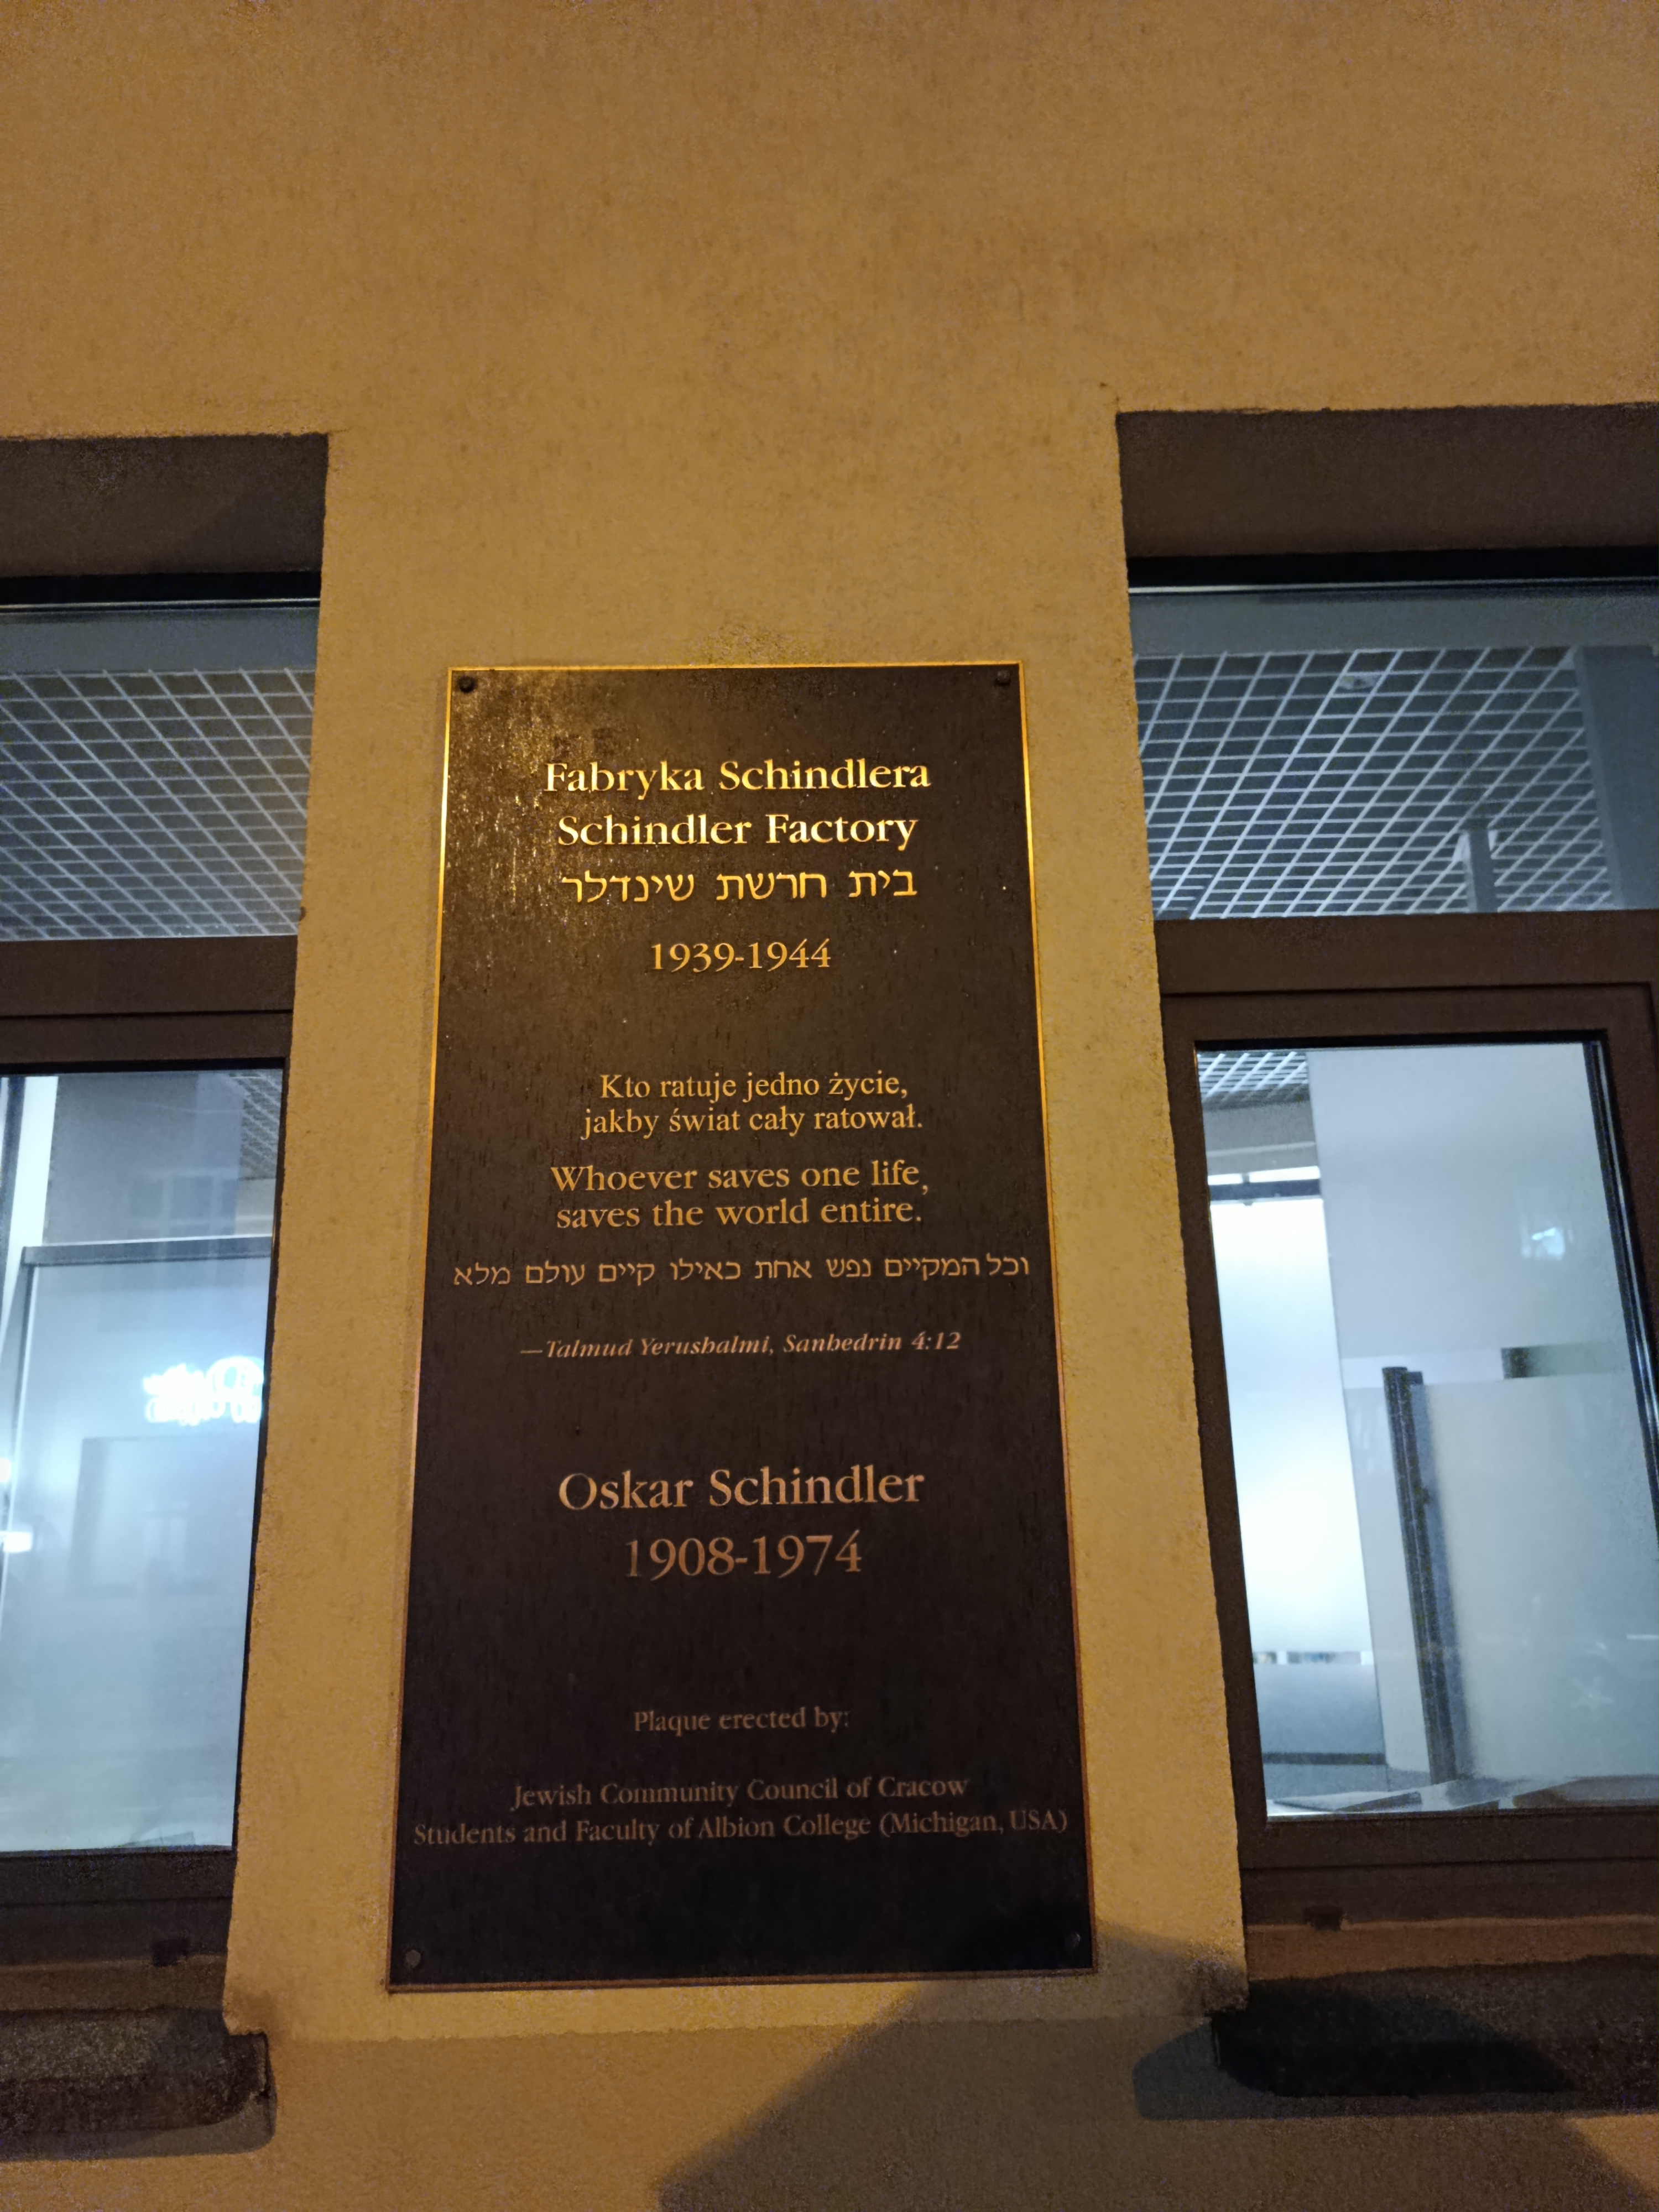 Fabryka Schindlera
Schindler Factory
בית חרשת שינדלר
1939-1944
Kto ratuje jedno życie,
jakby świat cały ratował.
Whoever saves one life,
saves the world entire.
וכל המקיים נפש אחת כאילו קיים עולם מלא
—Talmud Yerushalmi, Sanhedrin 4:12
Oskar Schindler
1908-1974
Plaque erected by:
Jewish Community Council of Cracow
Students and Faculty of Albion College (Michigan, USA)